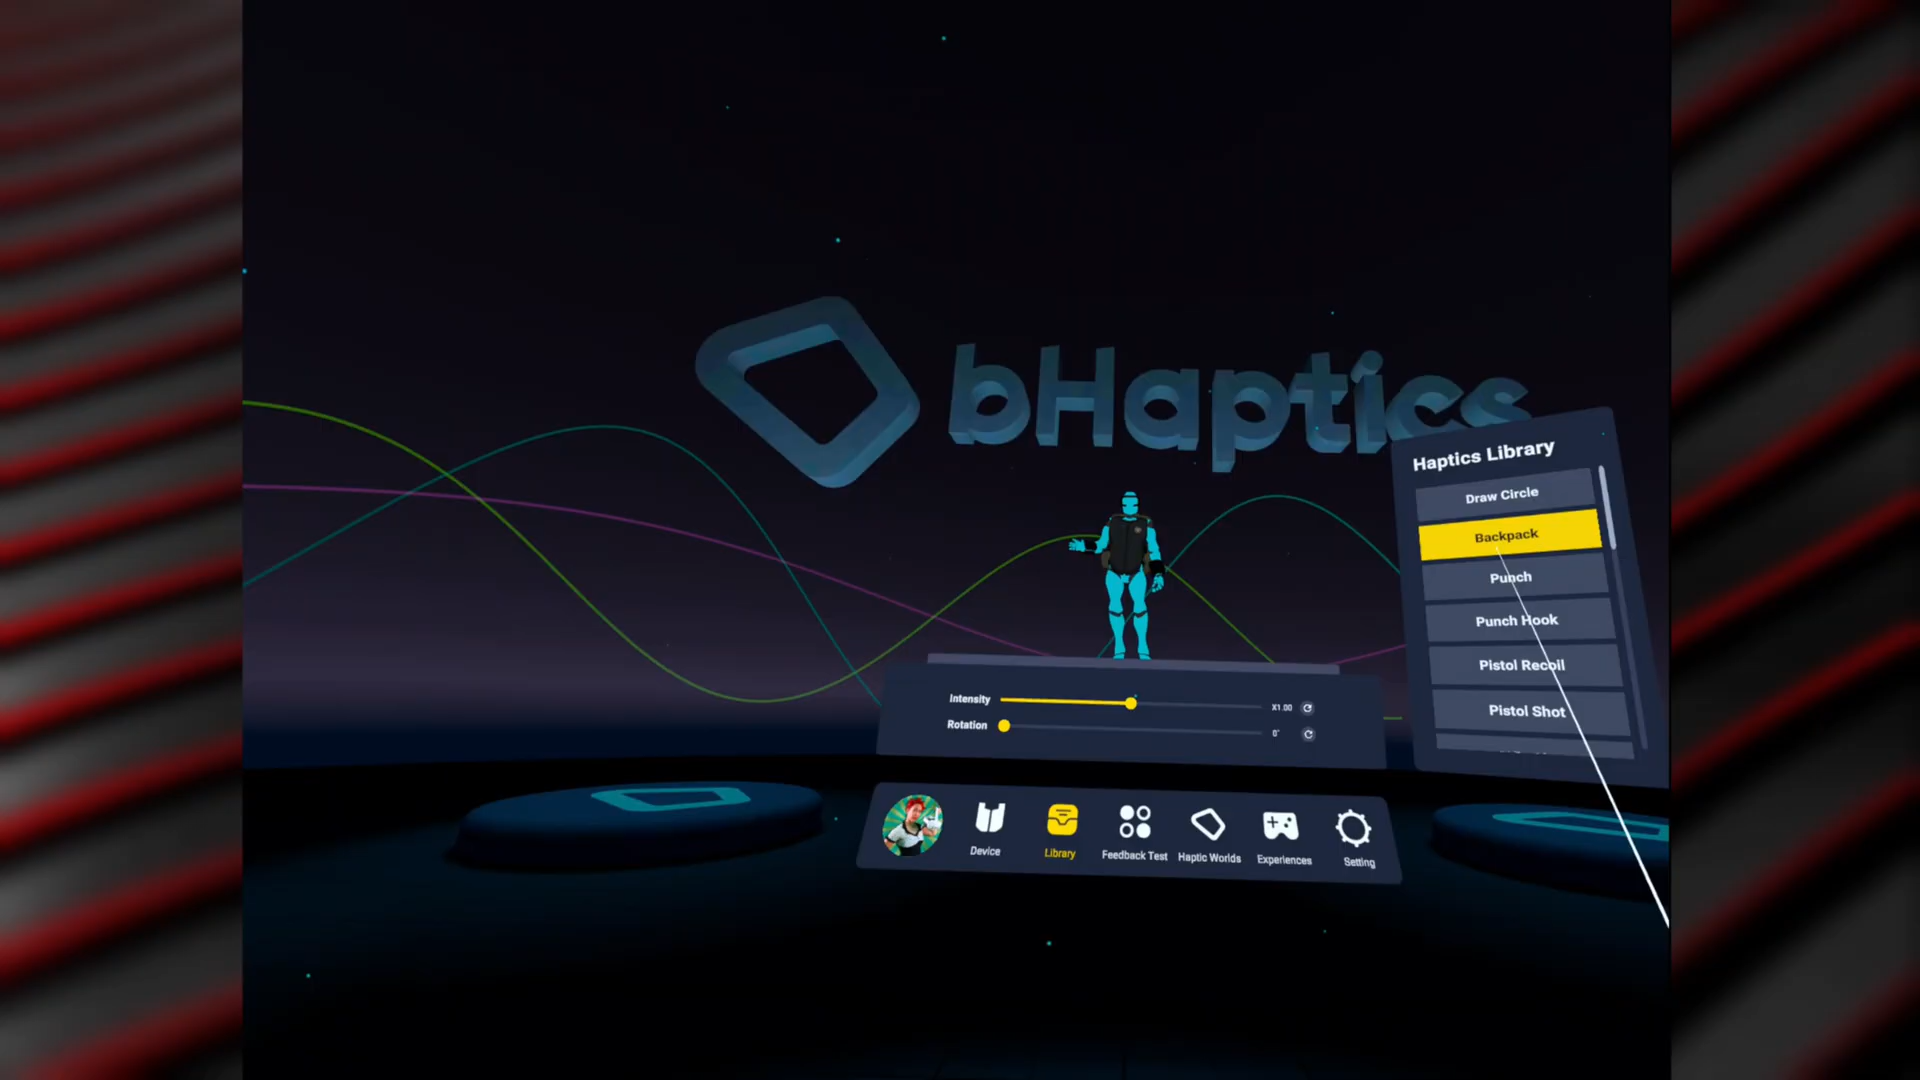 bHaptics
Haptics Library
Draw Circle
Backpack
Punch
Punch Hook
Pistol Recoil
Pistol Shot
Intensity
X1.00
Rotation
0°
Device
Library
Feedback Test
Haptic Worlds
Experiences
Setting